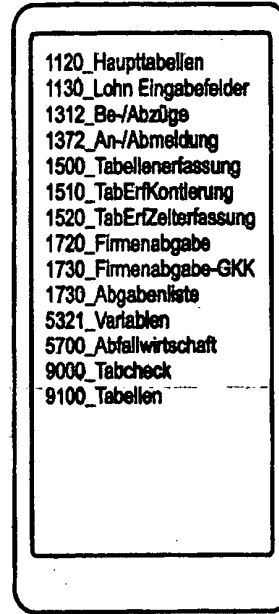 1120_Haupttabellen
1130_Lohn Eingabefelder
1312_Be-/Abzüge
1372_An-/Abmeldung
1500_Tabellenerfassung
1510_TabErfKontierung
1520_TabErfZeiterfassung
1720_Firmenabgabe
1730_Firmenabgabe-GKK
1730_Abgabenliste
5321_Variablen
5700_Abfallwirtschaft
9000_Tabcheck
9100_Tabellen